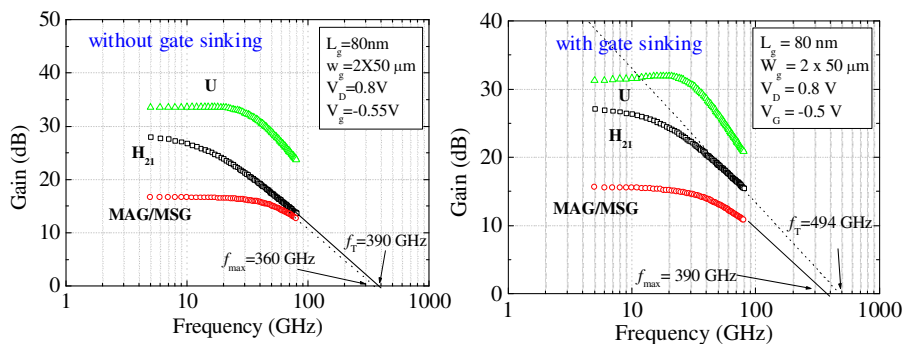 without gate sinking
L_g=80nm
w_g=2X50 μm
V_D=0.8V
V_g=-0.55V
U
H_21
MAG/MSG
f_T=390 GHz
f_max=360 GHz
50
40
30
20
10
0
1
10
100
1000
Gain (dB)
Frequency (GHz)
with gate sinking
L_g=80 nm
W_g= 2 x 50 μm
V_D= 0.8 V
V_G= -0.5 V
U
H_21
MAG/MSG
f_T=494 GHz
f_max=390 GHz
40
30
20
10
0
1
10
100
1000
Gain (dB)
Frequency (GHz)